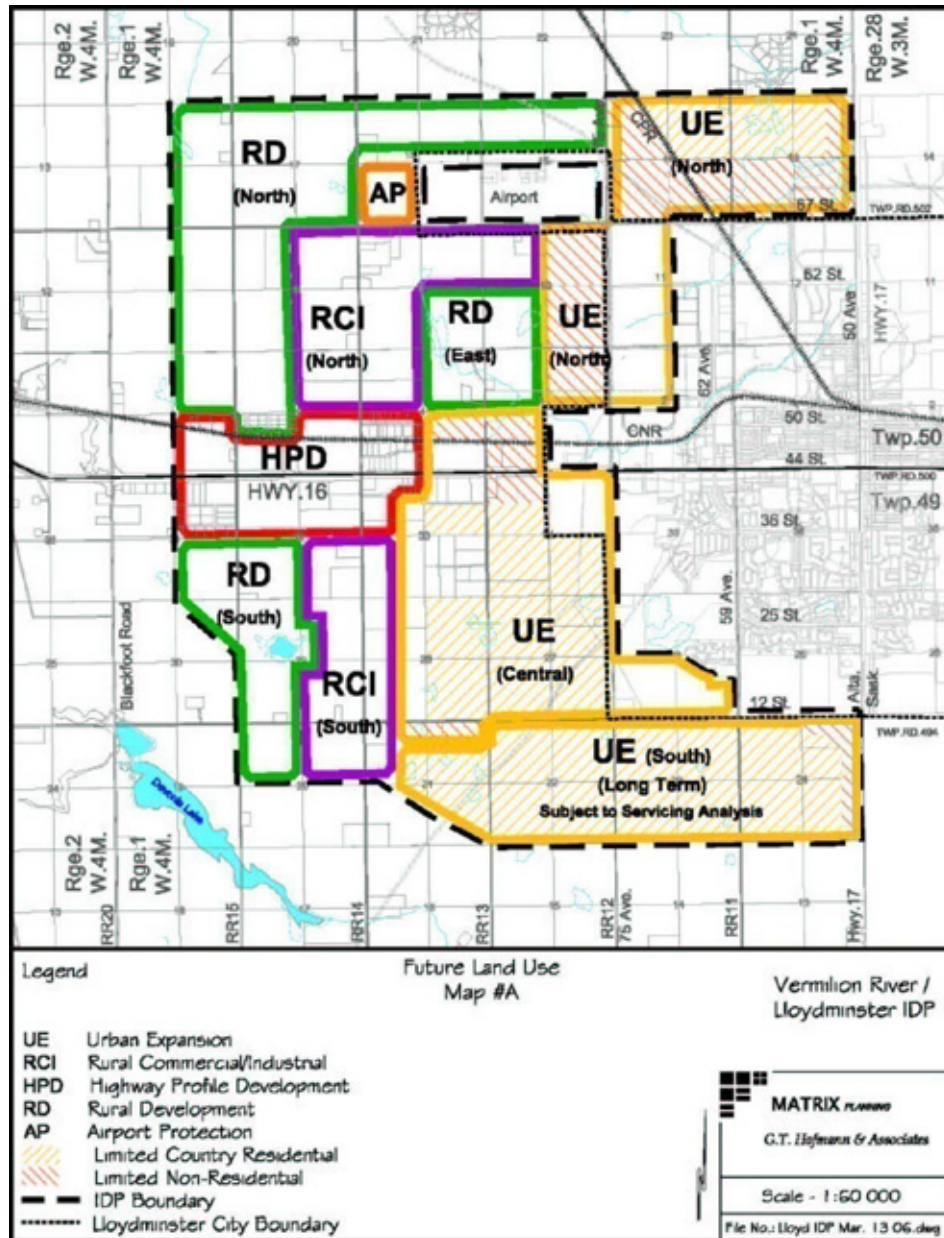 Rge.2
W.4M.
Rge.1
W.4M.
Rge.1
W.4M.
Rge.28
W.3M.
CPR
UE
(North)
RD
(North)
AP
Airport
14
67 St.
TWP.RD.502
62 St.
50 Ave.
HWY.17
RCI
(North)
RD
(East)
UE
(North)
62 Ave.
CNR
50 St.
Twp.50
44 St.
TWP.RD.500
Twp.49
HPD
HWY.16
36 St.
RD
(South)
59 Ave.
25 St.
UE
(Central)
Blackfoot Road
RCI
(South)
Alta.
Sask.
12 St.
TWP.RD.494
UE (South)
(Long Term)
Subject to Servicing Analysis
Rge.2
W.4M.
Rge.1
W.4M.
RR20
RR15
RR14
RR13
RR12
75 Ave.
RR11
Hwy.17
Legend
Future Land Use
Map #A
Vermilion River /
Lloydminster IDP
UE Urban Expansion
RCI Rural Commercial/Industrial
HPD Highway Profile Development
RD Rural Development
AP Airport Protection
Limited Country Residential
Limited Non-Residential
IDP Boundary
Lloydminster City Boundary
MATRIX PLANNING
G.T. Hofmann & Associates
Scale - 1:60 000
File No.: Lloyd IDP Mar. 13 06.dwg